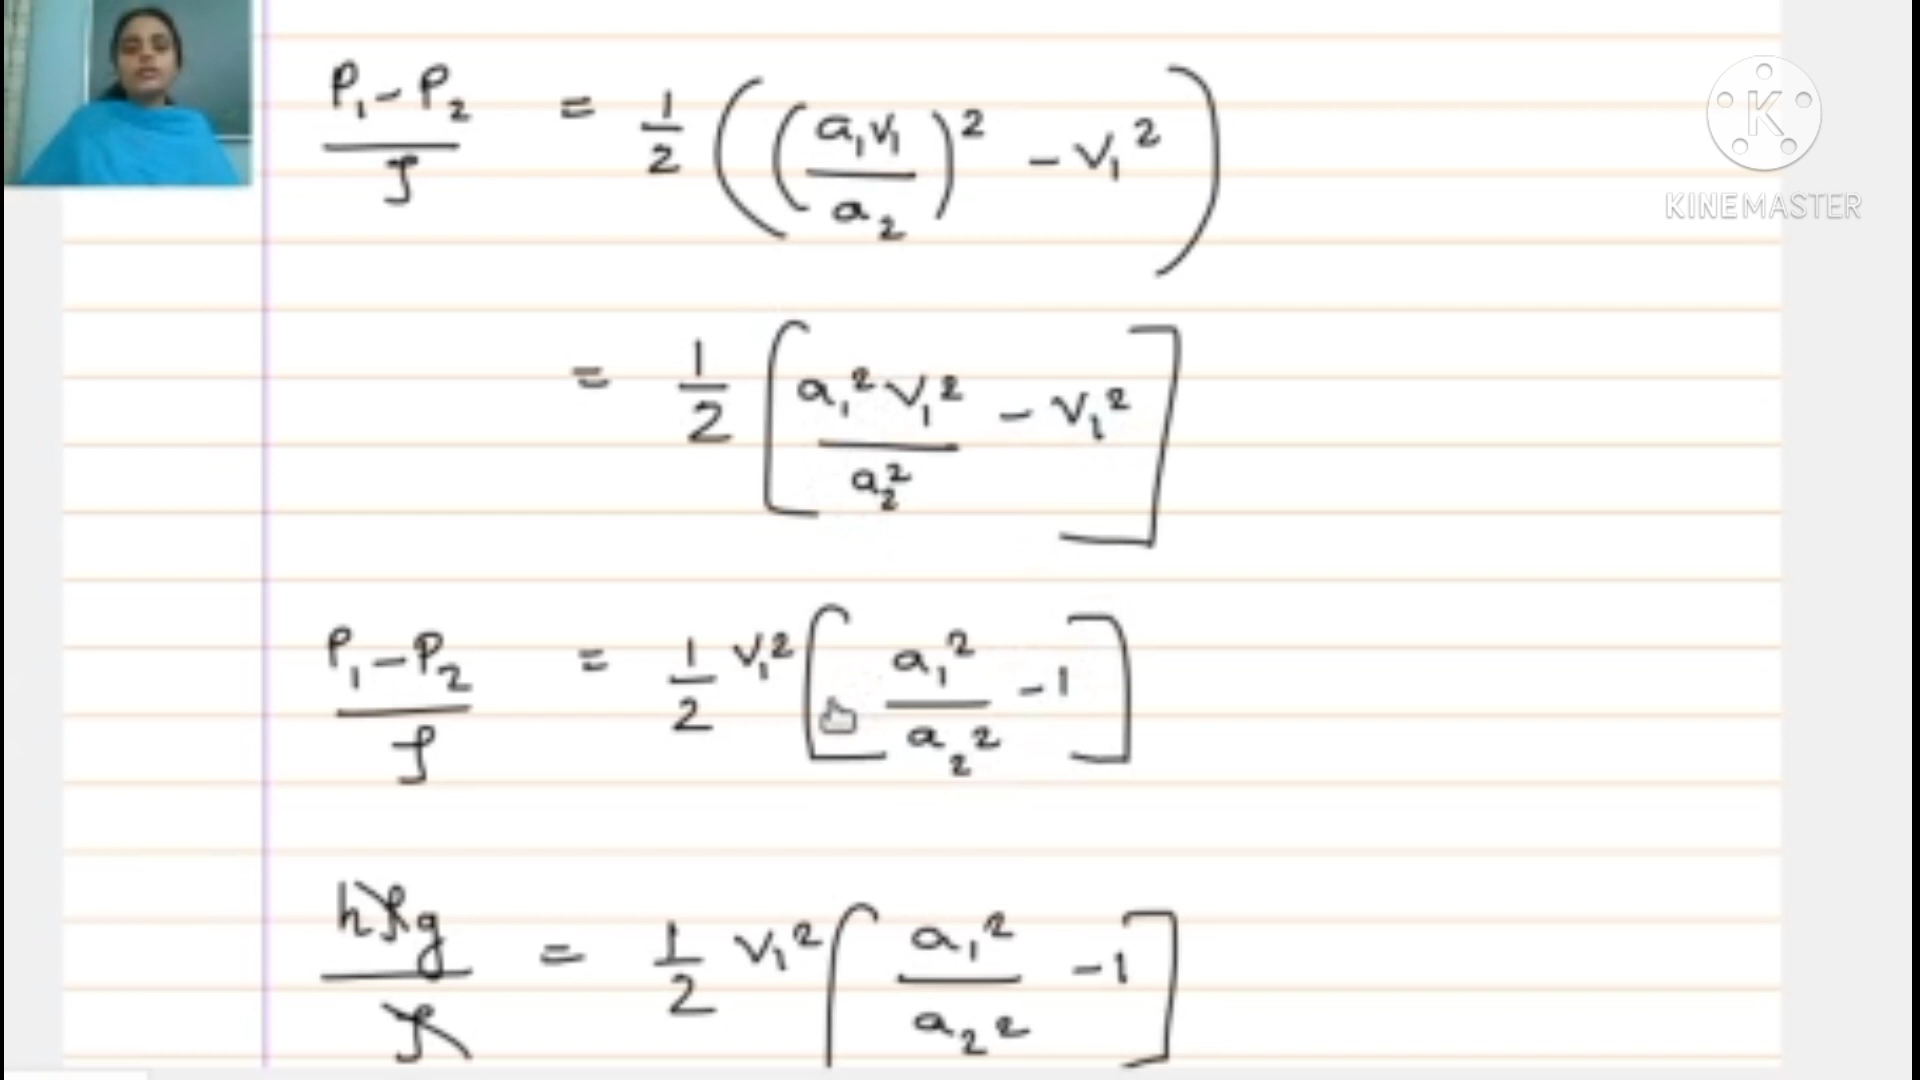 P₁-P₂/ρ = 1/2 ((a₁v₁/a₂)² - v₁²)
K
KINEMASTER
= 1/2 [a₁²v₁²/a₂² - v₁²]
P₁-P₂/ρ = 1/2 v₁² [a₁²/a₂² - 1]
hρg/ρ = 1/2 v₁² [a₁²/a₂² - 1]